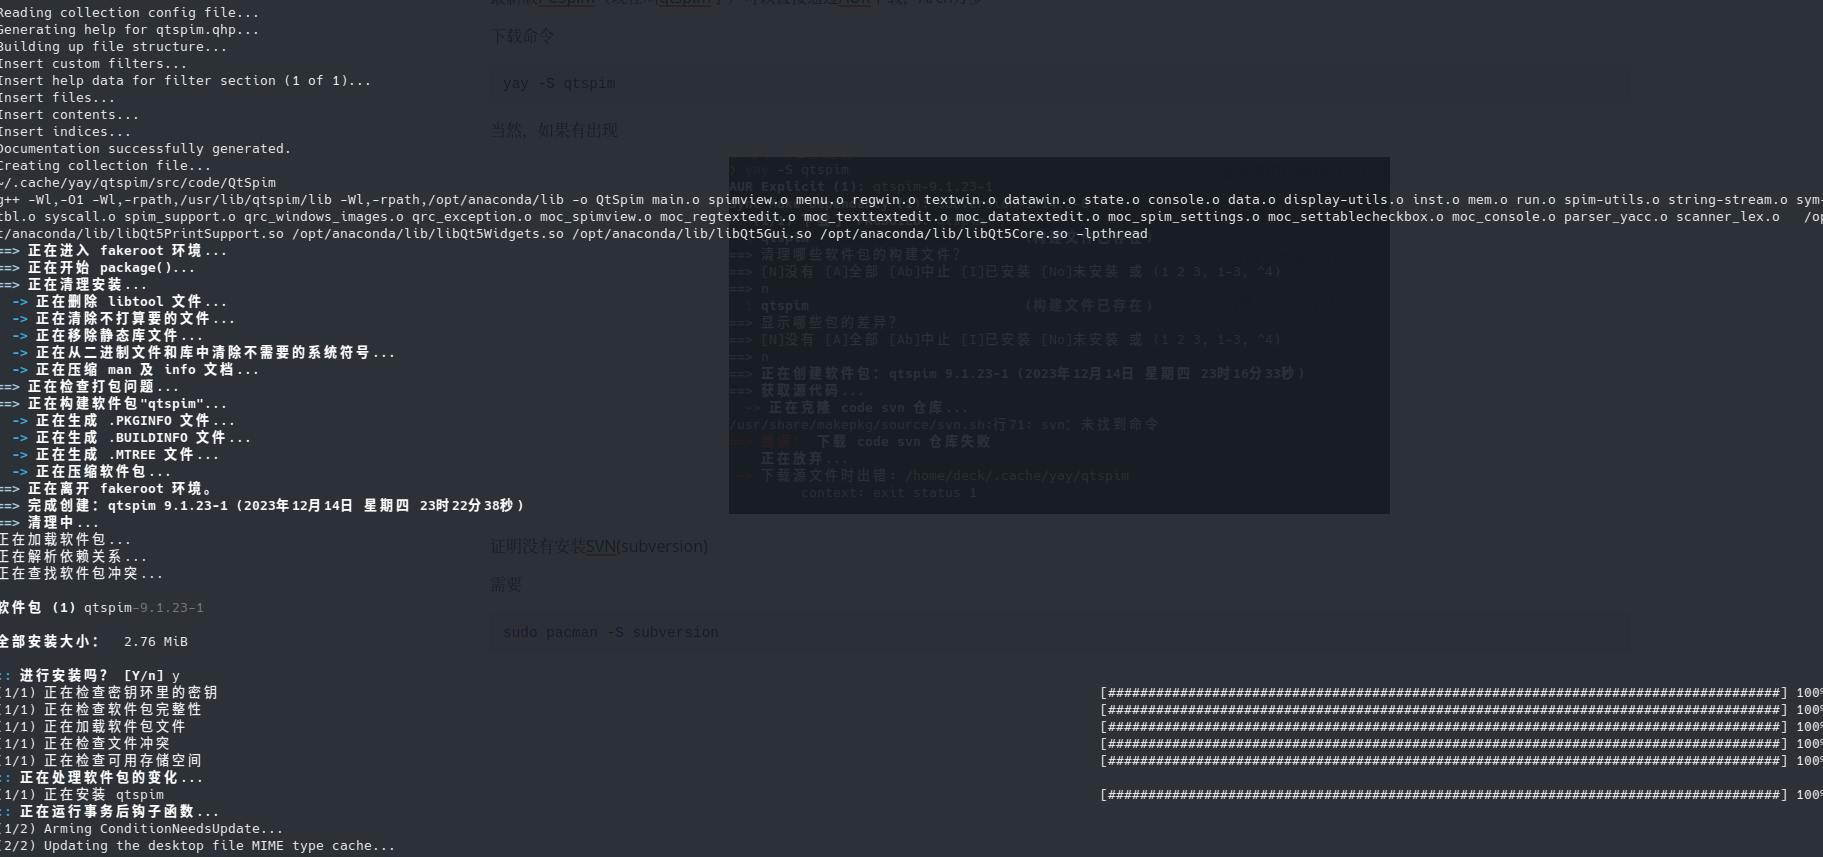 Reading collection config file...
Generating help for qtspim.qhp...
Building up file structure...
Insert custom filters...
Insert help data for filter section (1 of 1)...
Insert files...
Insert contents...
Insert indices...
Documentation successfully generated.
Creating collection file...
~/.cache/yay/qtspim/src/code/QtSpim
g++ -Wl,-O1 -Wl,-rpath,/usr/lib/qtspim/lib -Wl,-rpath,/opt/anaconda/lib -o QtSpim main.o spimview.o menu.o regwin.o textwin.o datawin.o state.o console.o data.o display-utils.o inst.o mem.o run.o spim-utils.o string-stream.o sym-
tbl.o syscall.o spim_support.o qrc_windows_images.o qrc_exception.o moc_spimview.o moc_regtextedit.o moc_texttextedit.o moc_datatextedit.o moc_spim_settings.o moc_settablecheckbox.o moc_console.o parser_yacc.o scanner_lex.o /op
t/anaconda/lib/libQt5PrintSupport.so /opt/anaconda/lib/libQt5Widgets.so /opt/anaconda/lib/libQt5Gui.so /opt/anaconda/lib/libQt5Core.so -lpthread
==> 正在进入 fakeroot 环境...
==> 正在开始 package()...
==> 正在清理安装...
-> 正在删除 libtool 文件...
-> 正在清除不打算要的文件...
-> 正在移除静态库文件...
-> 正在从二进制文件和库中清除不需要的系统符号...
-> 正在压缩 man 及 info 文档...
==> 正在检查打包问题...
==> 正在构建软件包"qtspim"...
-> 正在生成 .PKGINFO 文件...
-> 正在生成 .BUILDINFO 文件...
-> 正在生成 .MTREE 文件...
-> 正在压缩软件包...
==> 正在离开 fakeroot 环境。
==> 完成创建：qtspim 9.1.23-1 (2023年12月14日 星期四 23时22分38秒)
==> 清理中...
正在加载软件包...
正在解析依赖关系...
正在查找软件包冲突...
软件包 (1) qtspim-9.1.23-1
全部安装大小： 2.76 MiB
:: 进行安装吗？ [Y/n] y
(1/1) 正在检查密钥环里的密钥 [####################################################################################] 100%
(1/1) 正在检查软件包完整性 [####################################################################################] 100%
(1/1) 正在加载软件包文件 [####################################################################################] 100%
(1/1) 正在检查文件冲突 [####################################################################################] 100%
(1/1) 正在检查可用存储空间 [####################################################################################] 100%
:: 正在处理软件包的变化...
(1/1) 正在安装 qtspim [####################################################################################] 100%
:: 正在运行事务后钩子函数...
(1/2) Arming ConditionNeedsUpdate...
(2/2) Updating the desktop file MIME type cache...
下载命令
yay -S qtspim
当然，如果有出现
yay -S qtspim
AUR Explicit (1): qtspim-9.1.23-1
qtspim (构建文件已存在)
==> 清理哪些软件包的构建文件？
==> [N]没有 [A]全部 [Ab]中止 [I]已安装 [No]未安装 或 (1 2 3, 1-3, ^4)
==> n
1 qtspim (构建文件已存在)
==> 显示哪些包的差异？
==> [N]没有 [A]全部 [Ab]中止 [I]已安装 [No]未安装 或 (1 2 3, 1-3, ^4)
==> n
==> 正在创建软件包：qtspim 9.1.23-1 (2023年12月14日 星期四 23时16分33秒)
==> 获取源代码...
-> 正在克隆 code svn 仓库...
/usr/share/makepkg/source/svn.sh:行71: svn: 未找到命令
==> 错误： 下载 code svn 仓库失败
正在放弃...
-> 下载源文件时出错：/home/deck/.cache/yay/qtspim
context: exit status 1
证明没有安装SVN(subversion)
需要
sudo pacman -S subversion